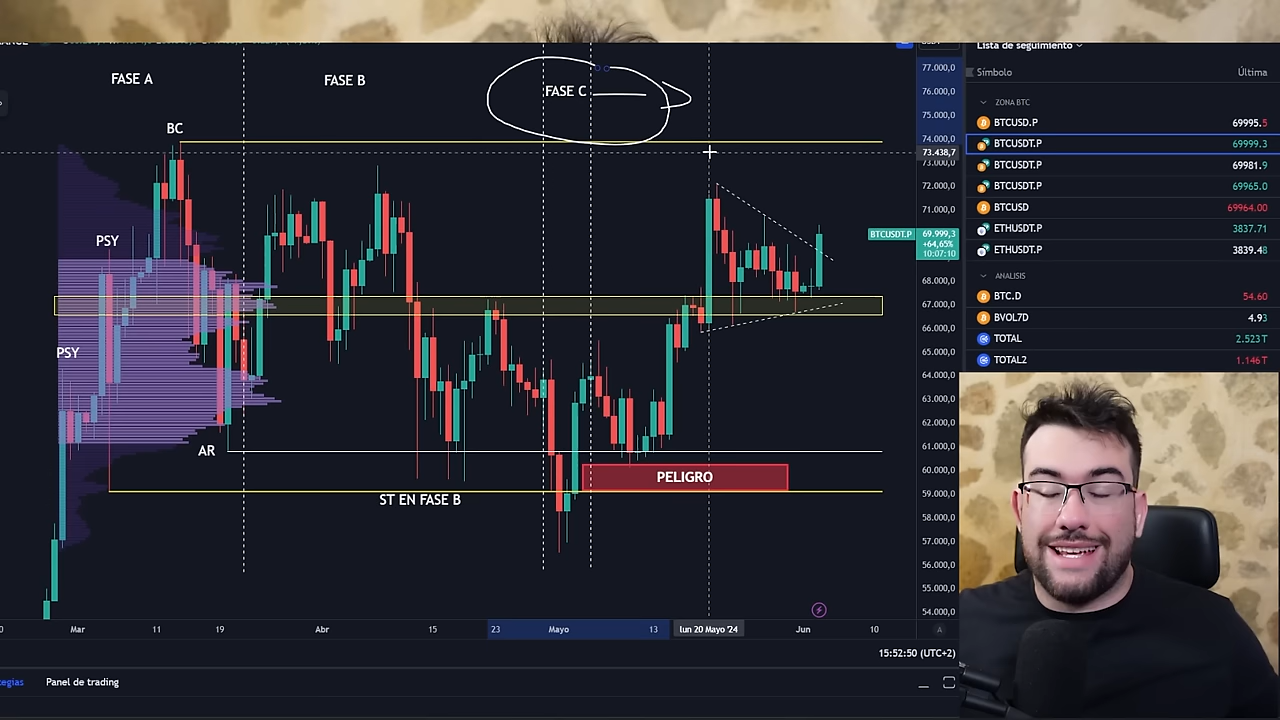 Lista de seguimiento
Símbolo Última
ZONA BTC
BTCUSD.P 69995.5
BTCUSDT.P 69999.3
BTCUSDT.P 69981.9
BTCUSDT.P 69965.0
BTCUSD 69964.00
ETHUSDT.P 3837.71
ETHUSDT.P 3839.48
ANALISIS
BTC.D 54.60
BVOL7D 4.93
TOTAL 2.523T
TOTAL2 1.146T
FASE A
FASE B
FASE C
BC
PSY
PSY
AR
ST EN FASE B
PELIGRO
77.000,0
76.000,0
75.000,0
74.000,0
73.438,7
73.000,0
72.000,0
71.000,0
BTCUSDT.P 69.999,3
+64,65%
10:07:10
68.000,0
67.000,0
66.000,0
65.000,0
64.000,0
63.000,0
62.000,0
61.000,0
60.000,0
59.000,0
58.000,0
57.000,0
56.000,0
55.000,0
54.000,0
Mar 11 19 Abr 15 23 Mayo 13 lun 20 Mayo '24 Jun 10 A
15:52:50 (UTC+2)
Panel de trading